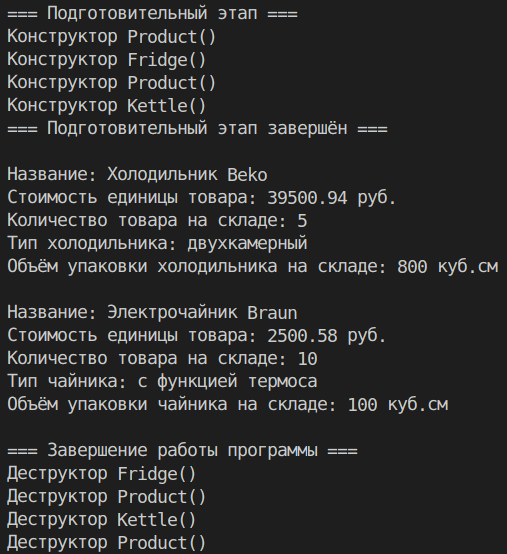 === Подготовительный этап ===
Конструктор Product()
Конструктор Fridge()
Конструктор Product()
Конструктор Kettle()
=== Подготовительный этап завершён ===
Название: Холодильник Beko
Стоимость единицы товара: 39500.94 руб.
Количество товара на складе: 5
Тип холодильника: двухкамерный
Объём упаковки холодильника на складе: 800 куб.см
Название: Электрочайник Braun
Стоимость единицы товара: 2500.58 руб.
Количество товара на складе: 10
Тип чайника: с функцией термоса
Объём упаковки чайника на складе: 100 куб.см
=== Завершение работы программы ===
Деструктор Fridge()
Деструктор Product()
Деструктор Kettle()
Деструктор Product()